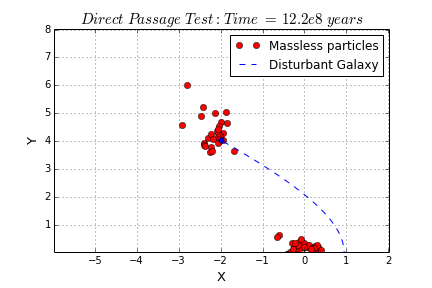 Direct Passage Test : Time = 12.2e8 years
Massless particles
Disturbant Galaxy
Y
8
7
6
5
4
3
2
1
−5 −4 −3 −2 −1 0 1 2
X